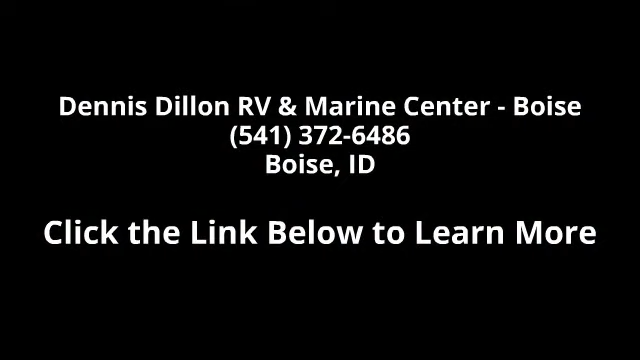 Dennis Dillon RV & Marine Center - Boise
(541) 372-6486
Boise, ID
Click the Link Below to Learn More